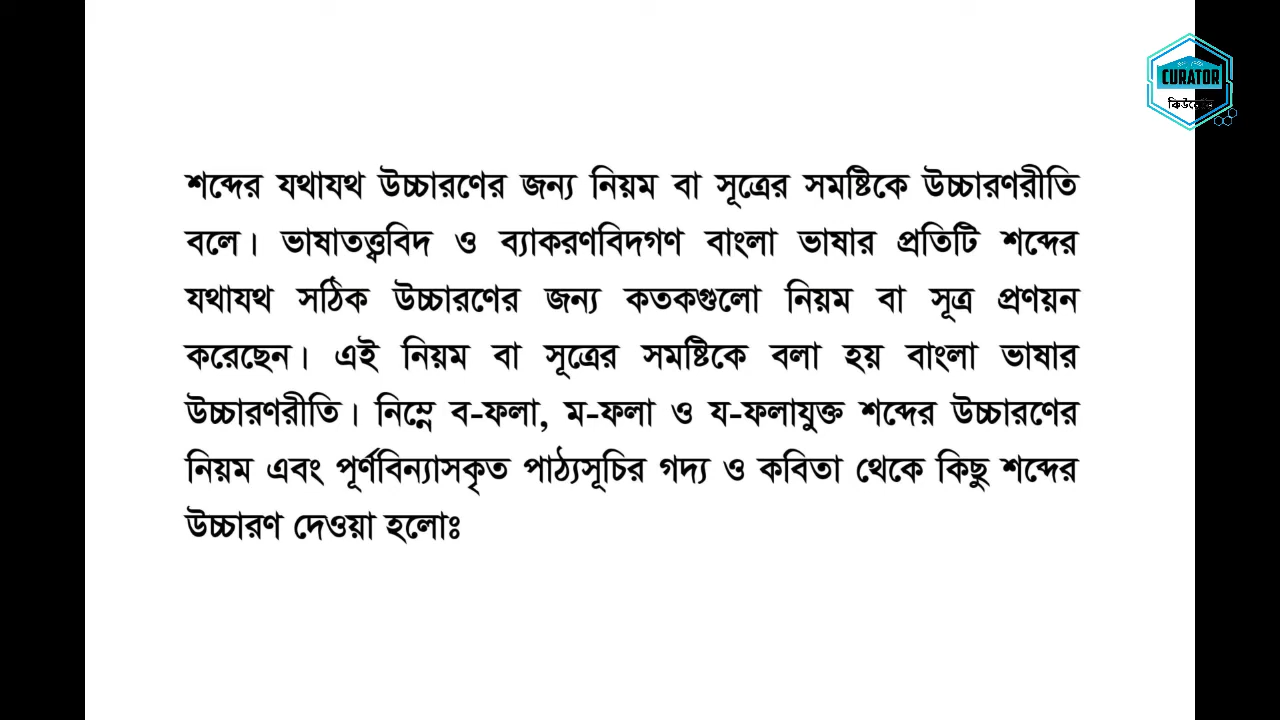 CURATOR
শব্দের যথাযথ উচ্চারণের জন্য নিয়ম বা সূত্রের সমষ্টিকে উচ্চারণরীতি
বলে। ভাষাতত্ত্ববিদ ও ব্যাকরণবিদগণ বাংলা ভাষার প্রতিটি শব্দের
যথাযথ সঠিক উচ্চারণের জন্য কতকগুলো নিয়ম বা সূত্র প্রণয়ন
করেছেন। এই নিয়ম বা সূত্রের সমষ্টিকে বলা হয় বাংলা ভাষার
উচ্চারণরীতি। নিম্নে ব-ফলা, ম-ফলা ও য-ফলাযুক্ত শব্দের উচ্চারণের
নিয়ম এবং পূর্ণবিন্যাসকৃত পাঠ্যসূচির গদ্য ও কবিতা থেকে কিছু শব্দের
উচ্চারণ দেওয়া হলোঃ